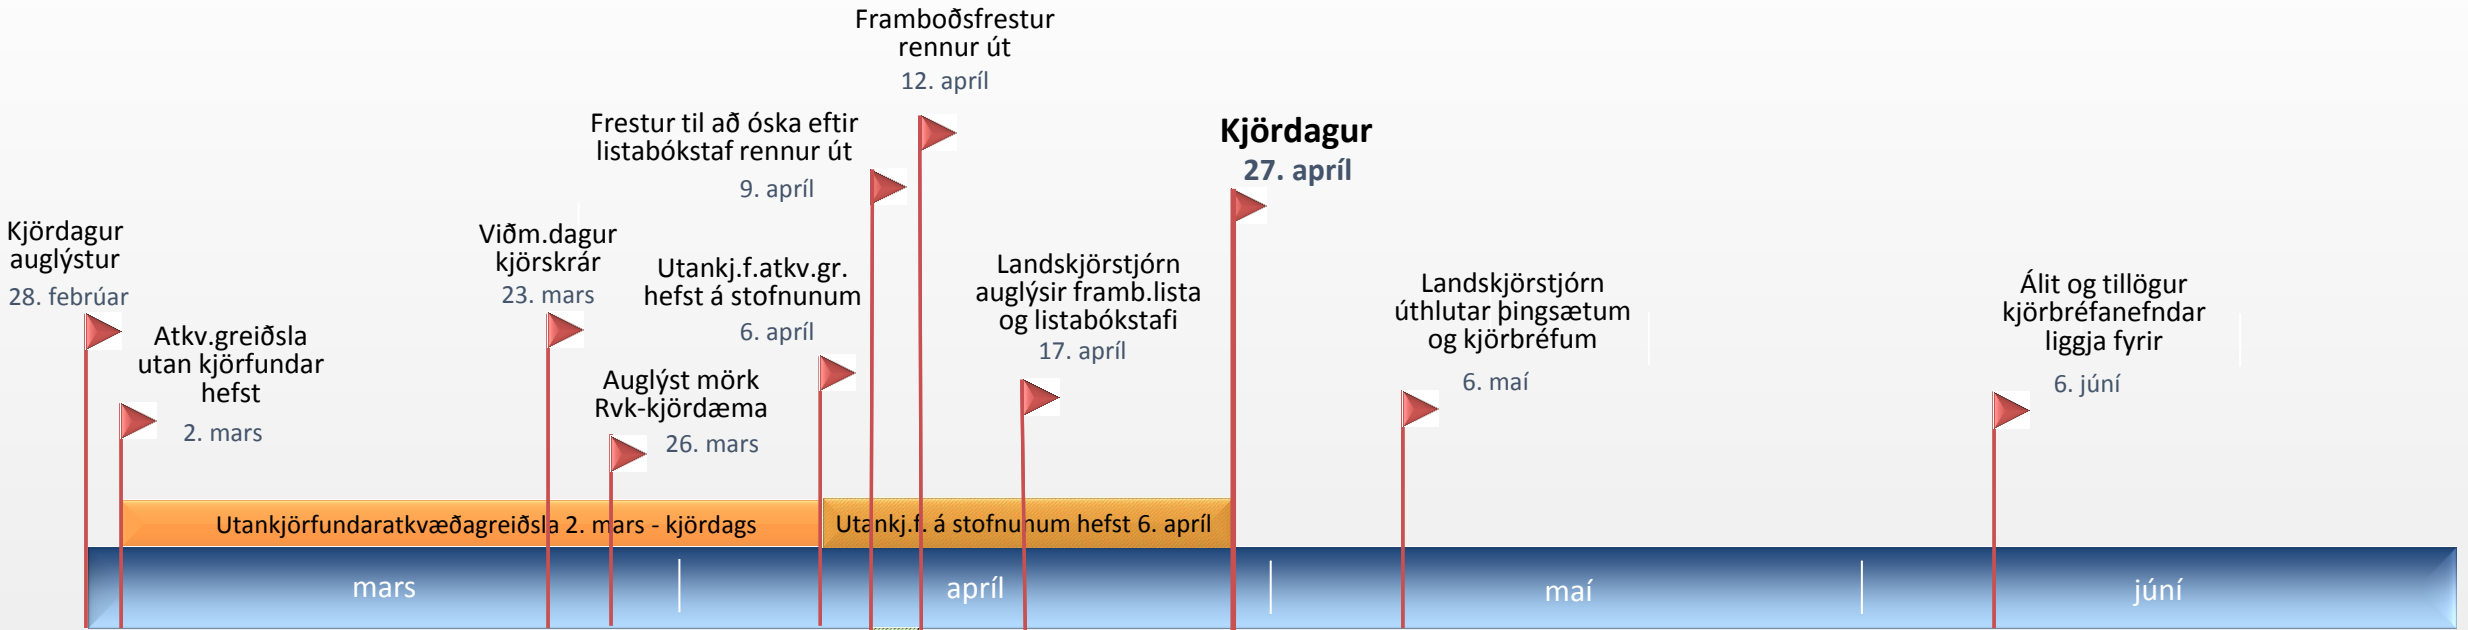 Kjördagur
auglýstur
28. febrúar
Atkv.greiðsla
utan kjörfundar
hefst
2. mars
Viðm.dagur
kjörskrár
23. mars
Auglýst mörk
Rvk-kjördæma
26. mars
Utankj.f.atkv.gr.
hefst á stofnunum
6. apríl
Frestur til að óska eftir
listabókstaf rennur út
9. apríl
Framboðsfrestur
rennur út
12. apríl
Landskjörstjórn
auglýsir framb.lista
og listabókstafi
17. apríl
Kjördagur
27. apríl
Landskjörstjórn
úthlutar þingsætum
og kjörbréfum
6. maí
Álit og tillögur
kjörbréfanefndar
liggja fyrir
6. júní
Utankjörfundaratkvæðagreiðsla 2. mars - kjördags
Utankj.f. á stofnunum hefst 6. apríl
mars
apríl
maí
júní